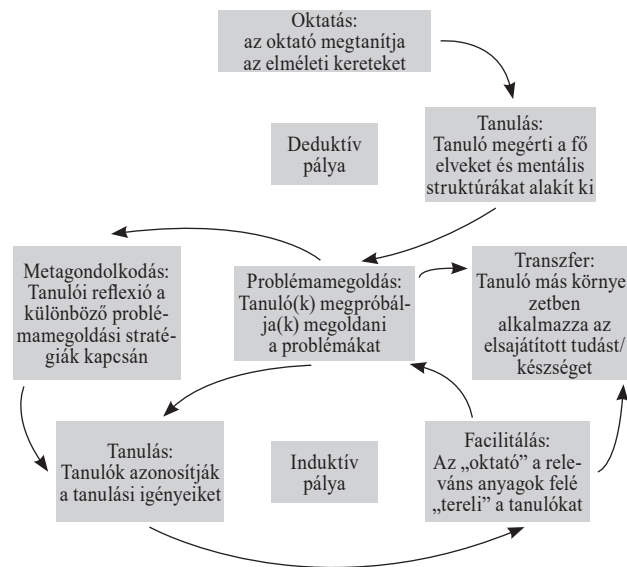 Oktatás:
az oktató megtanítja
az elméleti kereteket
Tanulás:
Tanuló megérti a fő
elveket és mentális
struktúrákat alakít ki
Deduktív
pálya
Metagondolkodás:
Tanulói reflexió a
különböző problé-
mamegoldási straté-
giák kapcsán
Problémamegoldás:
Tanuló(k) megpróbál-
ja(k) megoldani
a problémákat
Transzfer:
Tanuló más környe
zetben
alkalmazza az
elsajátított tudást/
készséget
Tanulás:
Tanulók azonosítják
a tanulási igényeiket
Induktív
pálya
Facilitálás:
Az „oktató” a rele-
váns anyagok felé
„tereli” a tanulókat